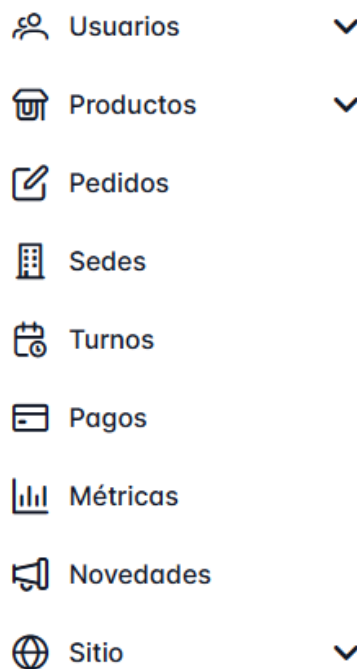 Usuarios
Productos
Pedidos
Sedes
Turnos
Pagos
Métricas
Novedades
Sitio